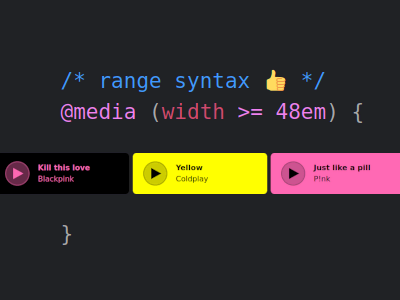 /* range syntax 👍 */
@media (width >= 48em) {
Kill this love
Blackpink
Yellow
Coldplay
Just like a pill
P!nk
}